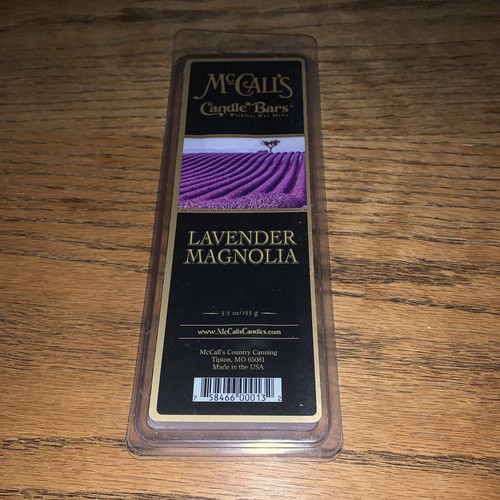 McCALL'S
Candle Bars™
Wickless Wax Melts
LAVENDER
MAGNOLIA
5.5 oz/155 g
www.McCallsCandles.com
McCall's Country Canning
Tipton, MO 65081
Made in the USA
7 58466 00013 2